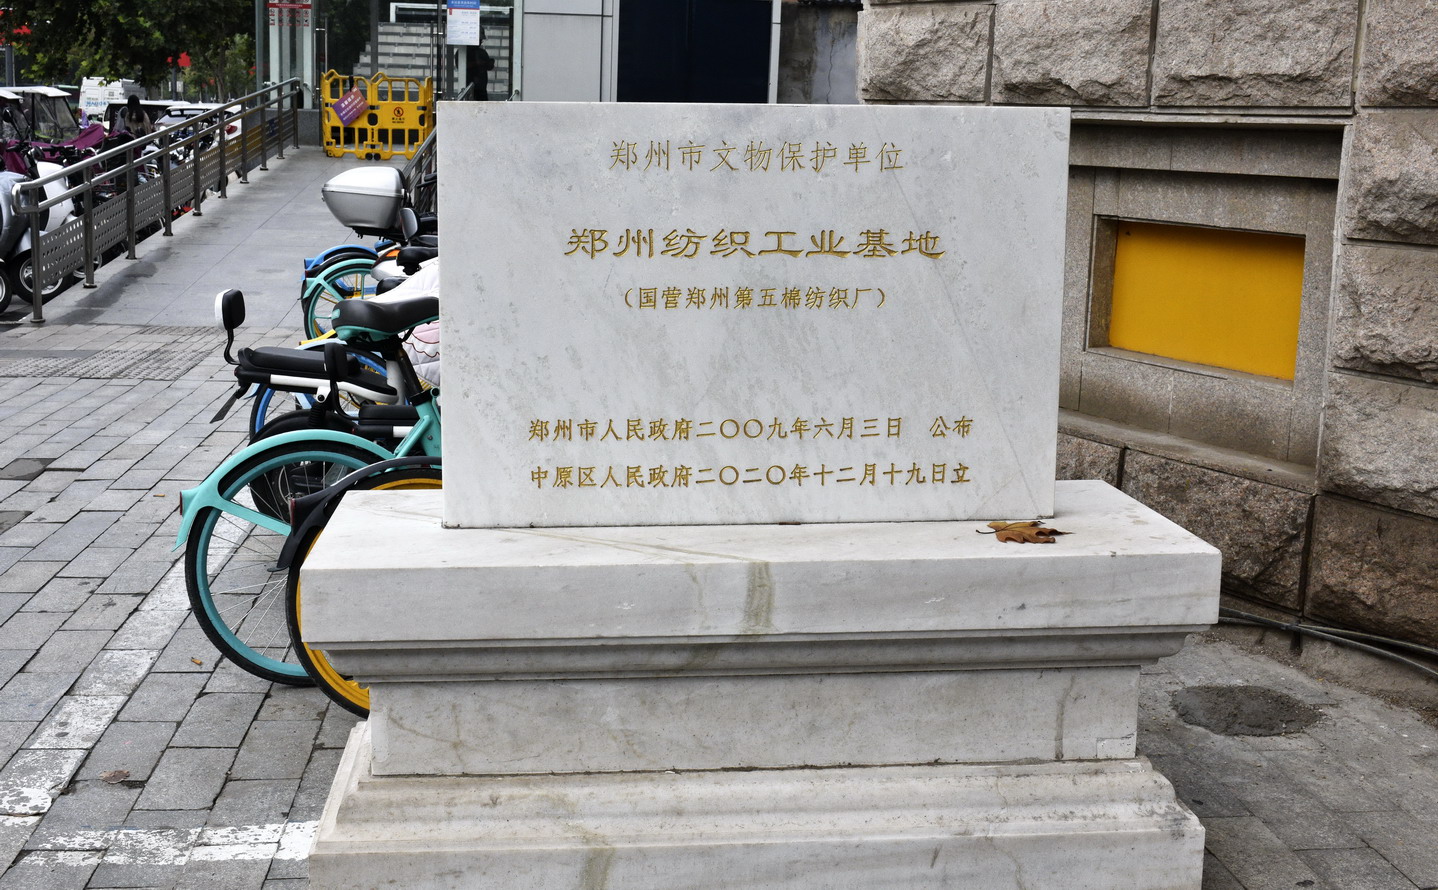 郑州市文物保护单位
郑州纺织工业基地
（国营郑州第五棉纺织厂）
郑州市人民政府二〇〇九年六月三日 公布
中原区人民政府二〇二〇年十二月十九日立